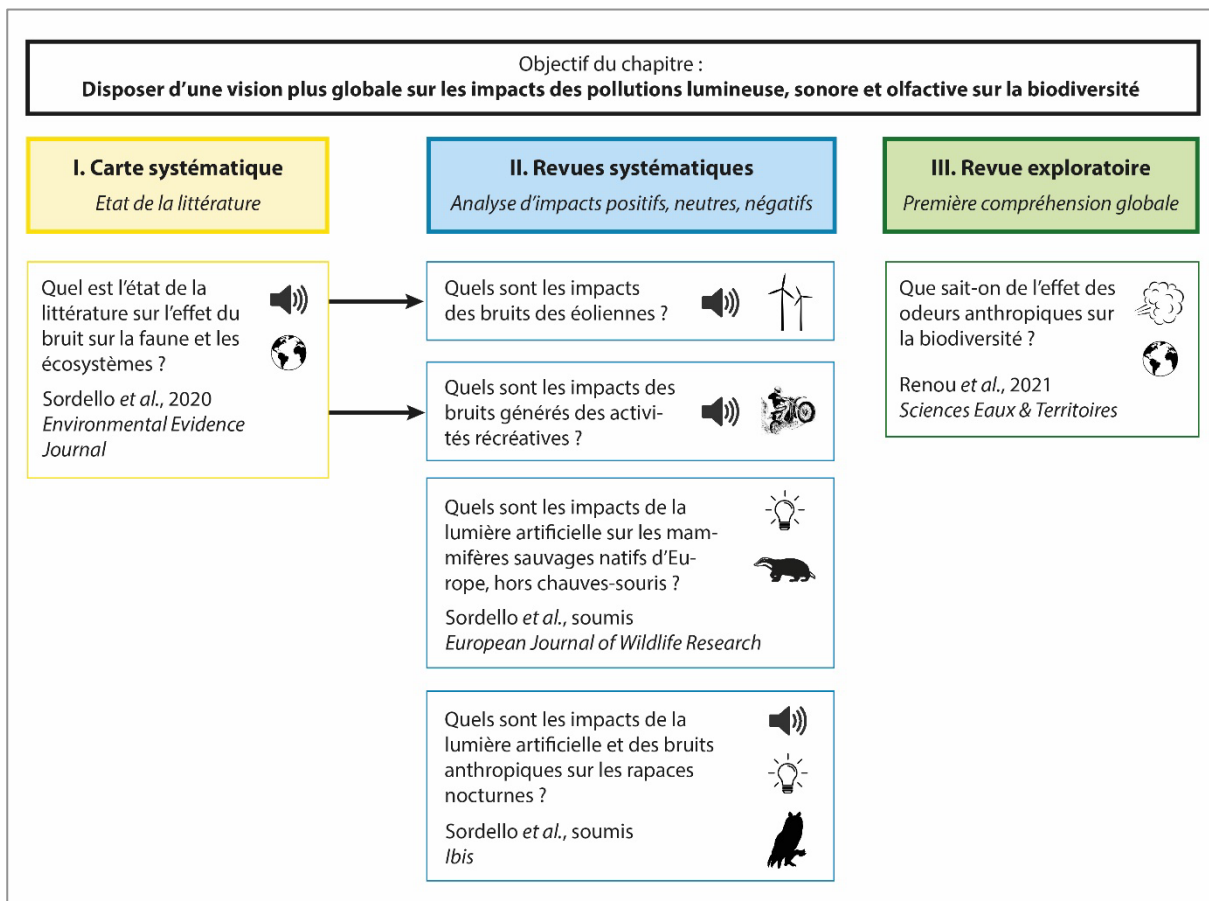 Objectif du chapitre :
Disposer d’une vision plus globale sur les impacts des pollutions lumineuse, sonore et olfactive sur la biodiversité
I. Carte systématique
Etat de la littérature
Quel est l’état de la
littérature sur l’effet du
bruit sur la faune et les
écosystèmes ?
Sordello et al., 2020
Environmental Evidence
Journal
II. Revues systématiques
Analyse d’impacts positifs, neutres, négatifs
Quels sont les impacts
des bruits des éoliennes ?
Quels sont les impacts des
bruits générés des activi-
tés récréatives ?
Quels sont les impacts de la
lumière artificielle sur les mam-
mifères sauvages natifs d’Eu-
rope, hors chauves-souris ?
Sordello et al., soumis
European Journal of Wildlife Research
Quels sont les impacts de la
lumière artificielle et des bruits
anthropiques sur les rapaces
nocturnes ?
Sordello et al., soumis
Ibis
III. Revue exploratoire
Première compréhension globale
Que sait-on de l’effet des
odeurs anthropiques sur
la biodiversité ?
Renou et al., 2021
Sciences Eaux & Territoires